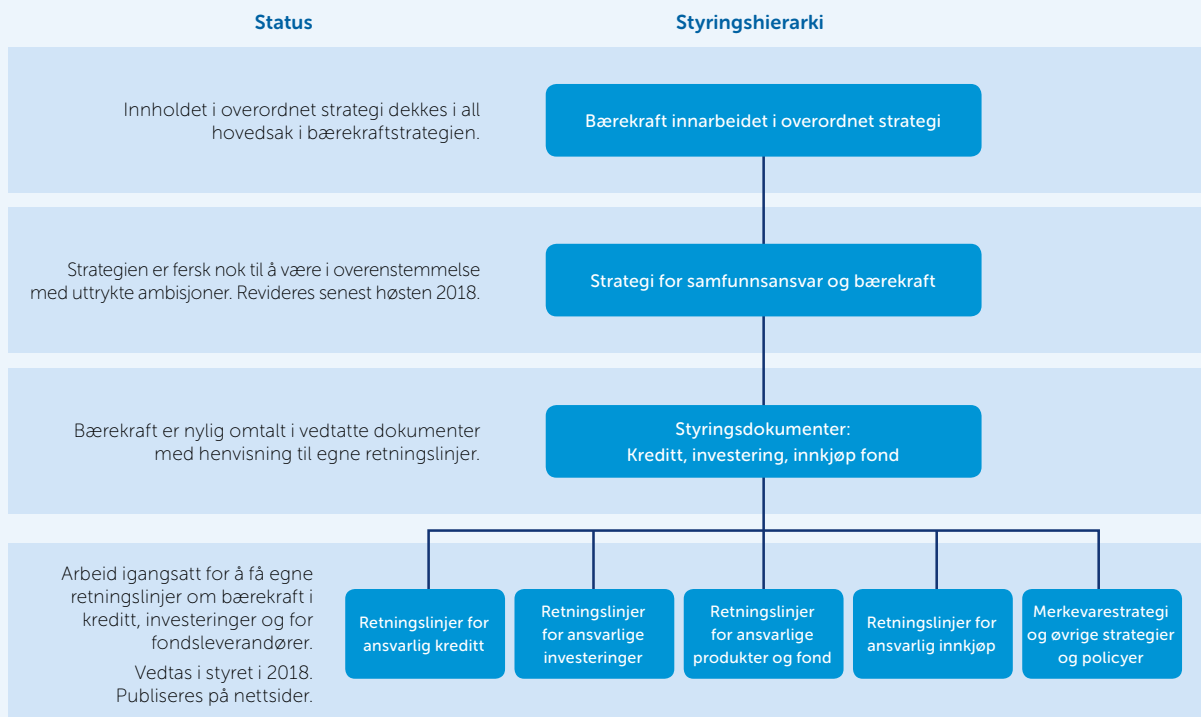 Status
Styringshierarki
Innholdet i overordnet strategi dekkes i all
hovedsak i bærekraftstrategien.
Bærekraft innarbeidet i overordnet strategi
Strategien er fersk nok til å være i overenstemmelse
med uttrykte ambisjoner. Revideres senest høsten 2018.
Strategi for samfunnsansvar og bærekraft
Bærekraft er nylig omtalt i vedtatte dokumenter
med henvisning til egne retningslinjer.
Styringsdokumenter:
Kreditt, investering, innkjøp fond
Arbeid igangsatt for å få egne
retningslinjer om bærekraft i
kreditt, investeringer og for
fondsleverandører.
Vedtas i styret i 2018.
Publiseres på nettsider.
Retningslinjer for
ansvarlig kreditt
Retningslinjer
for ansvarlige
investeringer
Retningslinjer
for ansvarlige
produkter og fond
Retningslinjer for
ansvarlig innkjøp
Merkevarestrategi
og øvrige strategier
og policyer